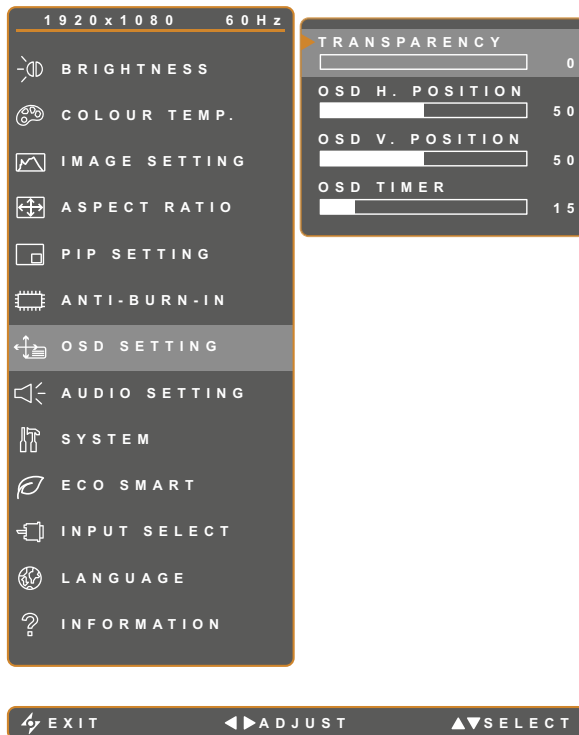 1920x1080 60Hz
BRIGHTNESS
COLOUR TEMP.
IMAGE SETTING
ASPECT RATIO
PIP SETTING
ANTI-BURN-IN
OSD SETTING
AUDIO SETTING
SYSTEM
ECO SMART
INPUT SELECT
LANGUAGE
INFORMATION
TRANSPARENCY
0
OSD H. POSITION
50
OSD V. POSITION
50
OSD TIMER
15
EXIT ADJUST SELECT